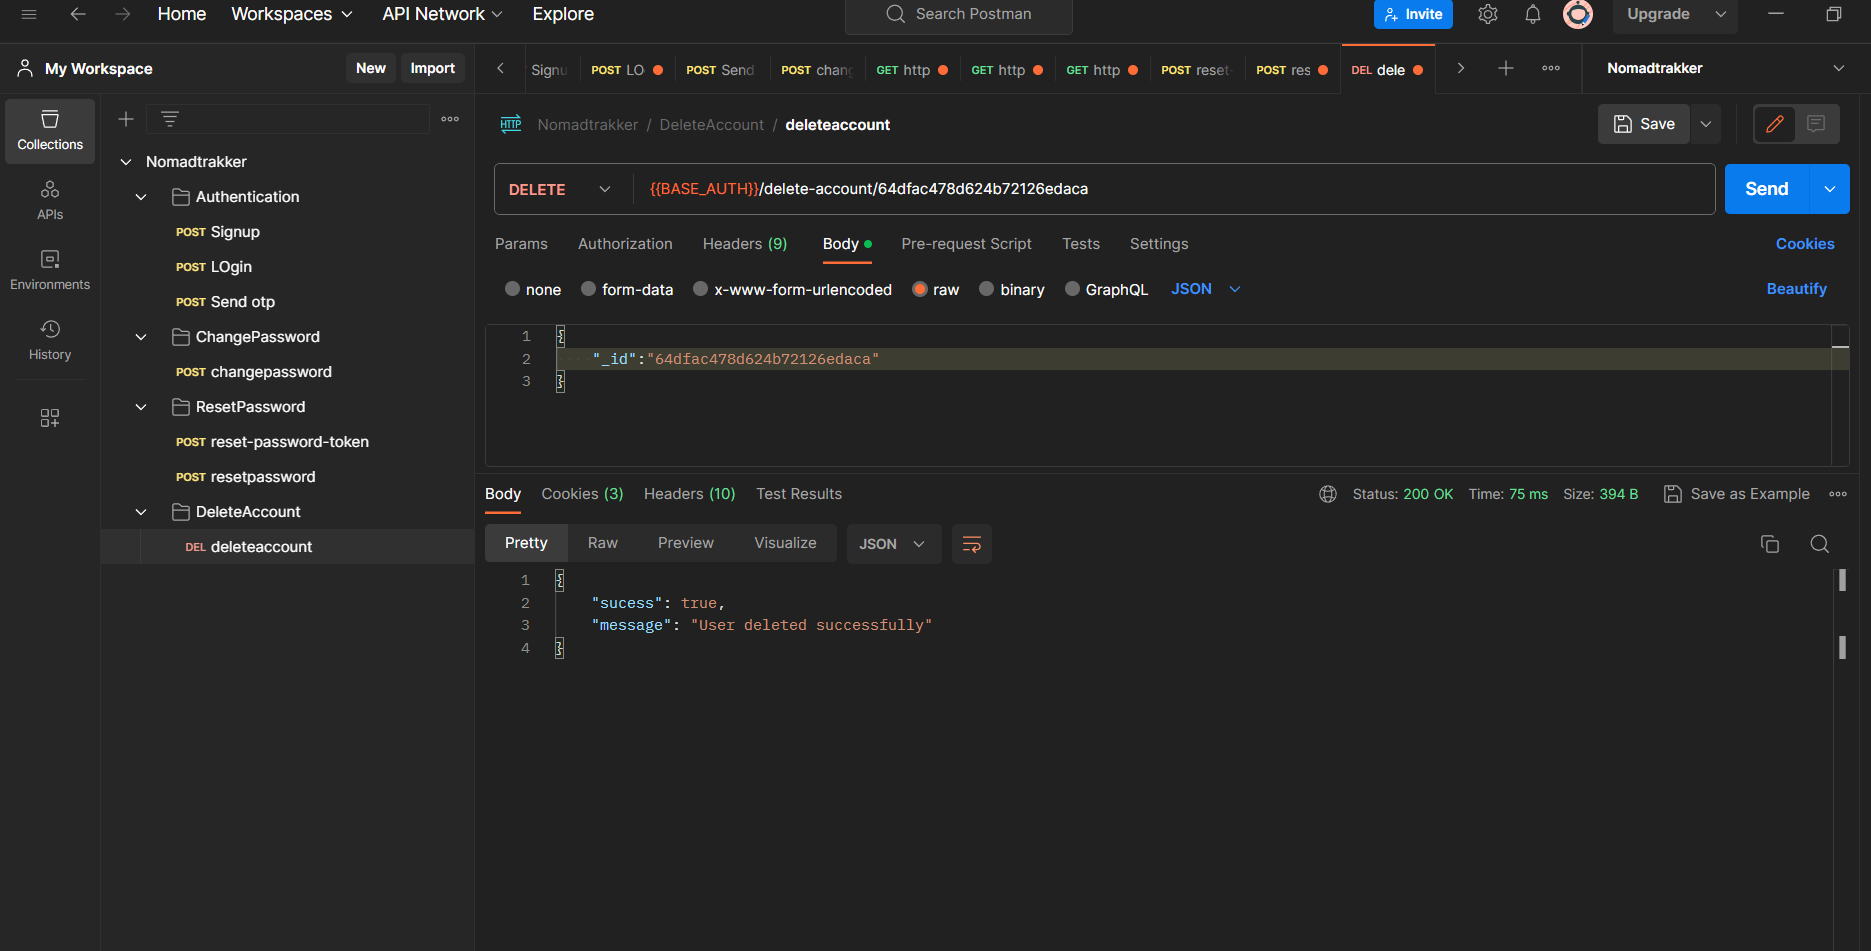 Home Workspaces API Network Explore Search Postman Invite Upgrade
My Workspace New Import
Signu POST LO POST Send POST chang GET http GET http GET http POST reset- POST res DEL dele Nomadtrakker
Collections
APIs
Environments
History
Nomadtrakker
Authentication
POST Signup
POST LOgin
POST Send otp
ChangePassword
POST changepassword
ResetPassword
POST reset-password-token
POST resetpassword
DeleteAccount
DEL deleteaccount
HTTP Nomadtrakker / DeleteAccount / deleteaccount Save
DELETE {{BASE_AUTH}}/delete-account/64dfac478d624b72126edaca Send
Params Authorization Headers (9) Body Pre-request Script Tests Settings Cookies
none form-data x-www-form-urlencoded raw binary GraphQL JSON Beautify
1 {
2 "_id":"64dfac478d624b72126edaca"
3 }
Body Cookies (3) Headers (10) Test Results Status: 200 OK Time: 75 ms Size: 394 B Save as Example
Pretty Raw Preview Visualize JSON
1 {
2 "sucess": true,
3 "message": "User deleted successfully"
4 }